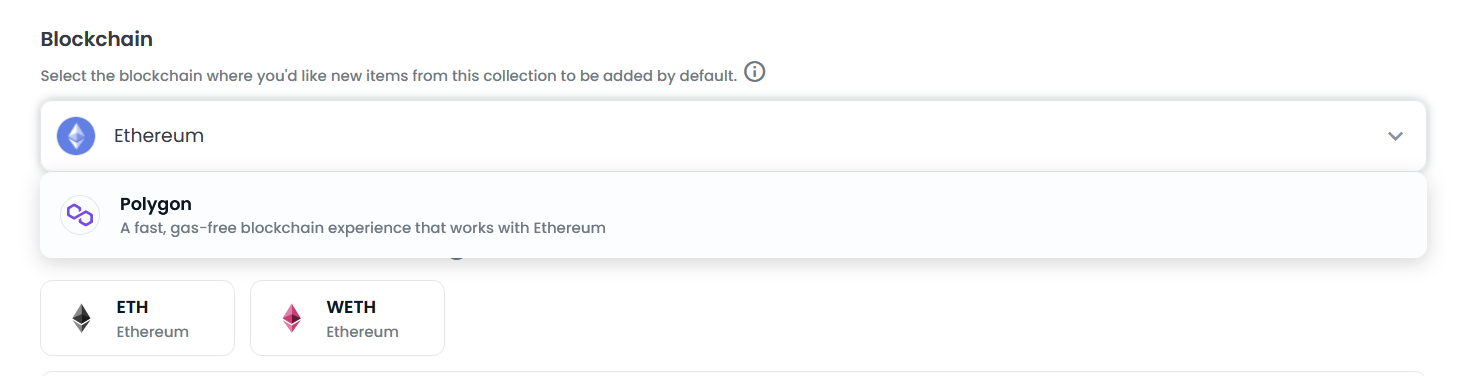 Blockchain
Select the blockchain where you'd like new items from this collection to be added by default.
Ethereum
Polygon
A fast, gas-free blockchain experience that works with Ethereum
ETH
Ethereum
WETH
Ethereum